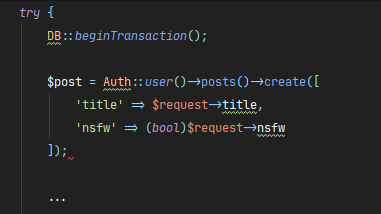 try {
DB::beginTransaction();
$post = Auth::user()->posts()->create([
'title' => $request->title,
'nsfw' => (bool)$request->nsfw
]);
...